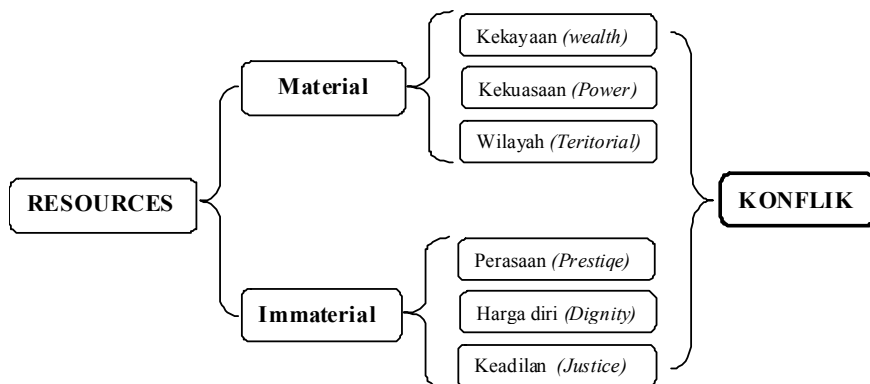 Kekayaan (wealth)
Material
Kekuasaan (Power)
Wilayah (Teritorial)
RESOURCES
KONFLIK
Perasaan (Prestiqe)
Immaterial
Harga diri (Dignity)
Keadilan (Justice)